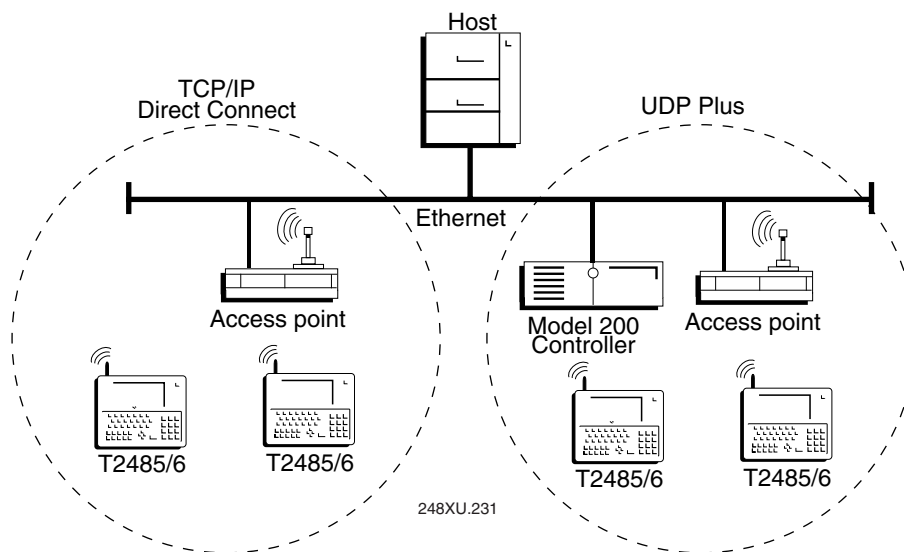 Host
TCP/IP
Direct Connect
UDP Plus
Ethernet
Access point
Model 200
Controller
Access point
T2485/6
T2485/6
T2485/6
T2485/6
248XU.231